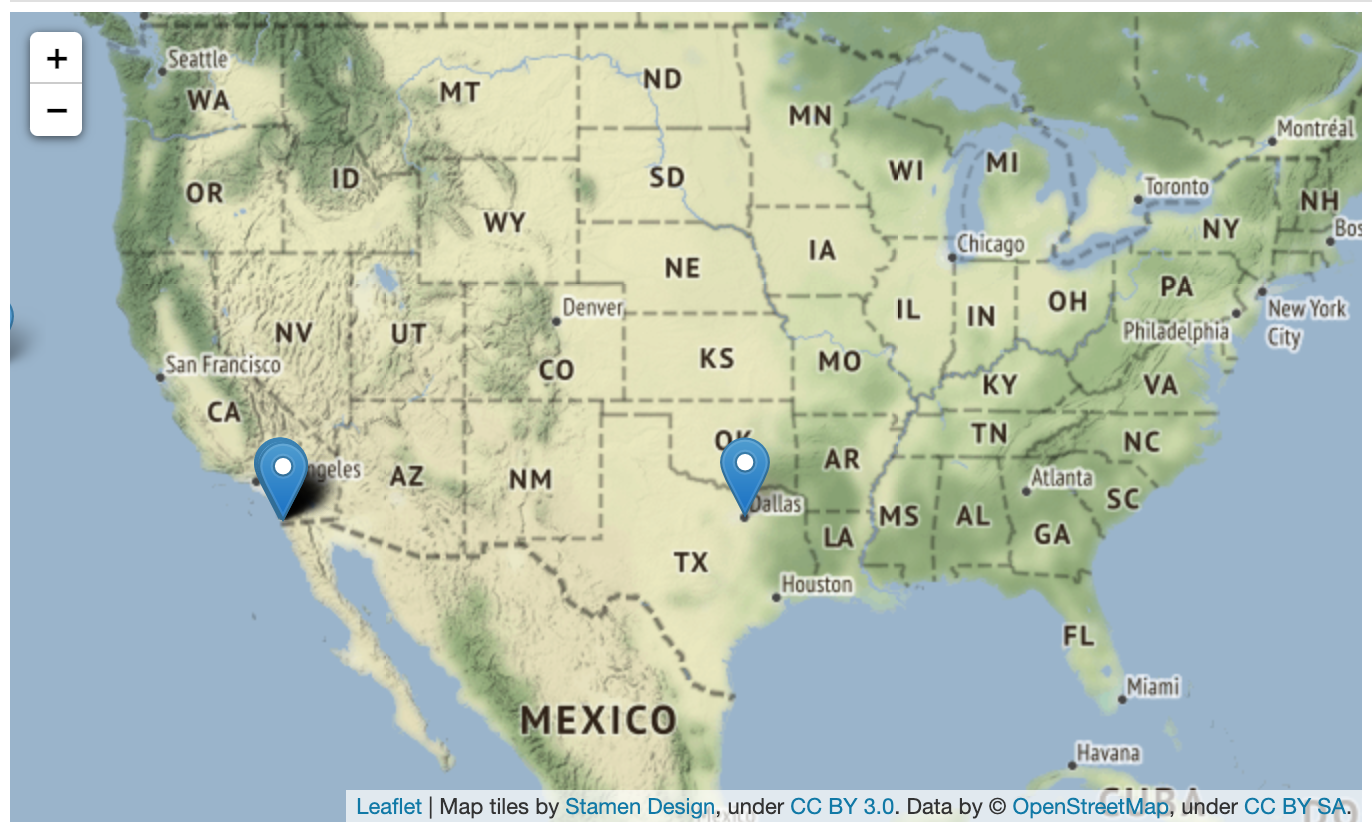 +
−
Seattle
WA
MT
ND
MN
Montréal
OR
ID
SD
WI
MI
Toronto
NH
WY
NY
Bos
IA
Chicago
NE
PA
NV
UT
Denver
IL
IN
OH
New York
City
Philadelphia
San Francisco
CO
KS
MO
KY
VA
CA
OK
TN
NC
ngeles
AZ
NM
AR
Atlanta
SC
Dallas
MS
AL
GA
LA
TX
Houston
FL
Miami
MEXICO
Havana
CUBA
Leaflet | Map tiles by Stamen Design, under CC BY 3.0. Data by © OpenStreetMap, under CC BY SA.